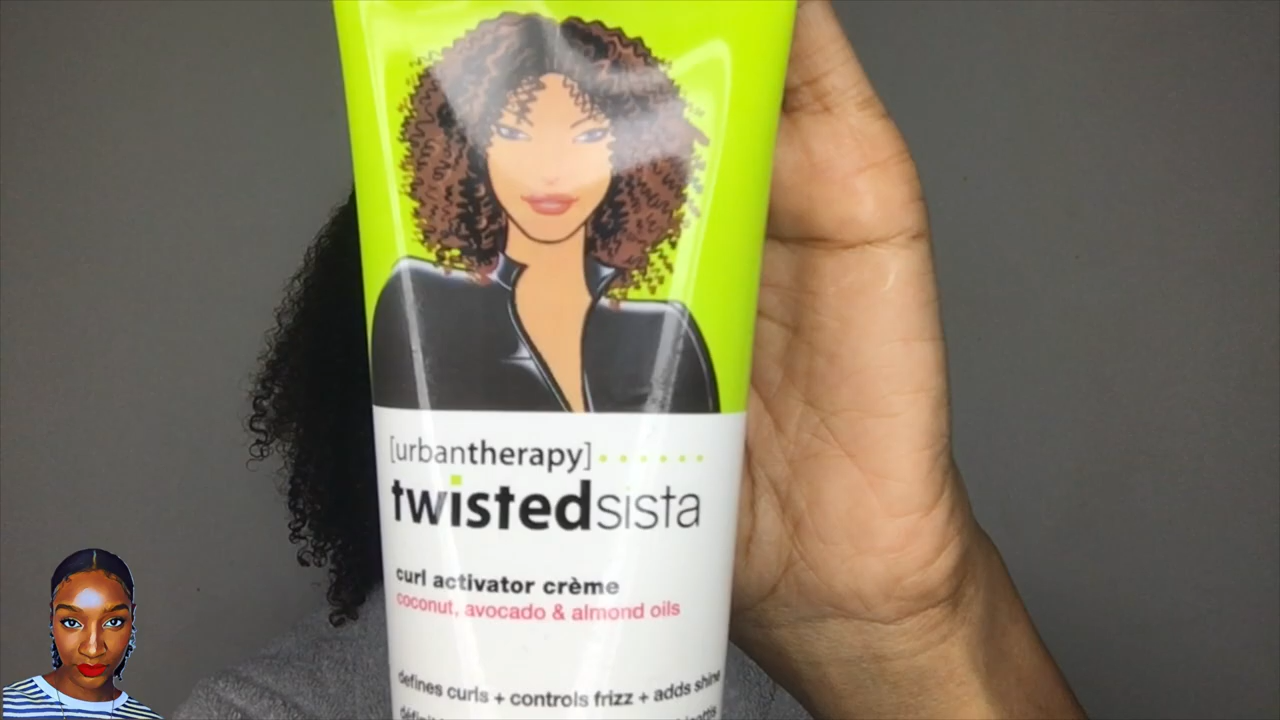 [urbantherapy]
twistedsista
curl activator crème
coconut, avocado & almond oils
defines curls + controls frizz + adds shine